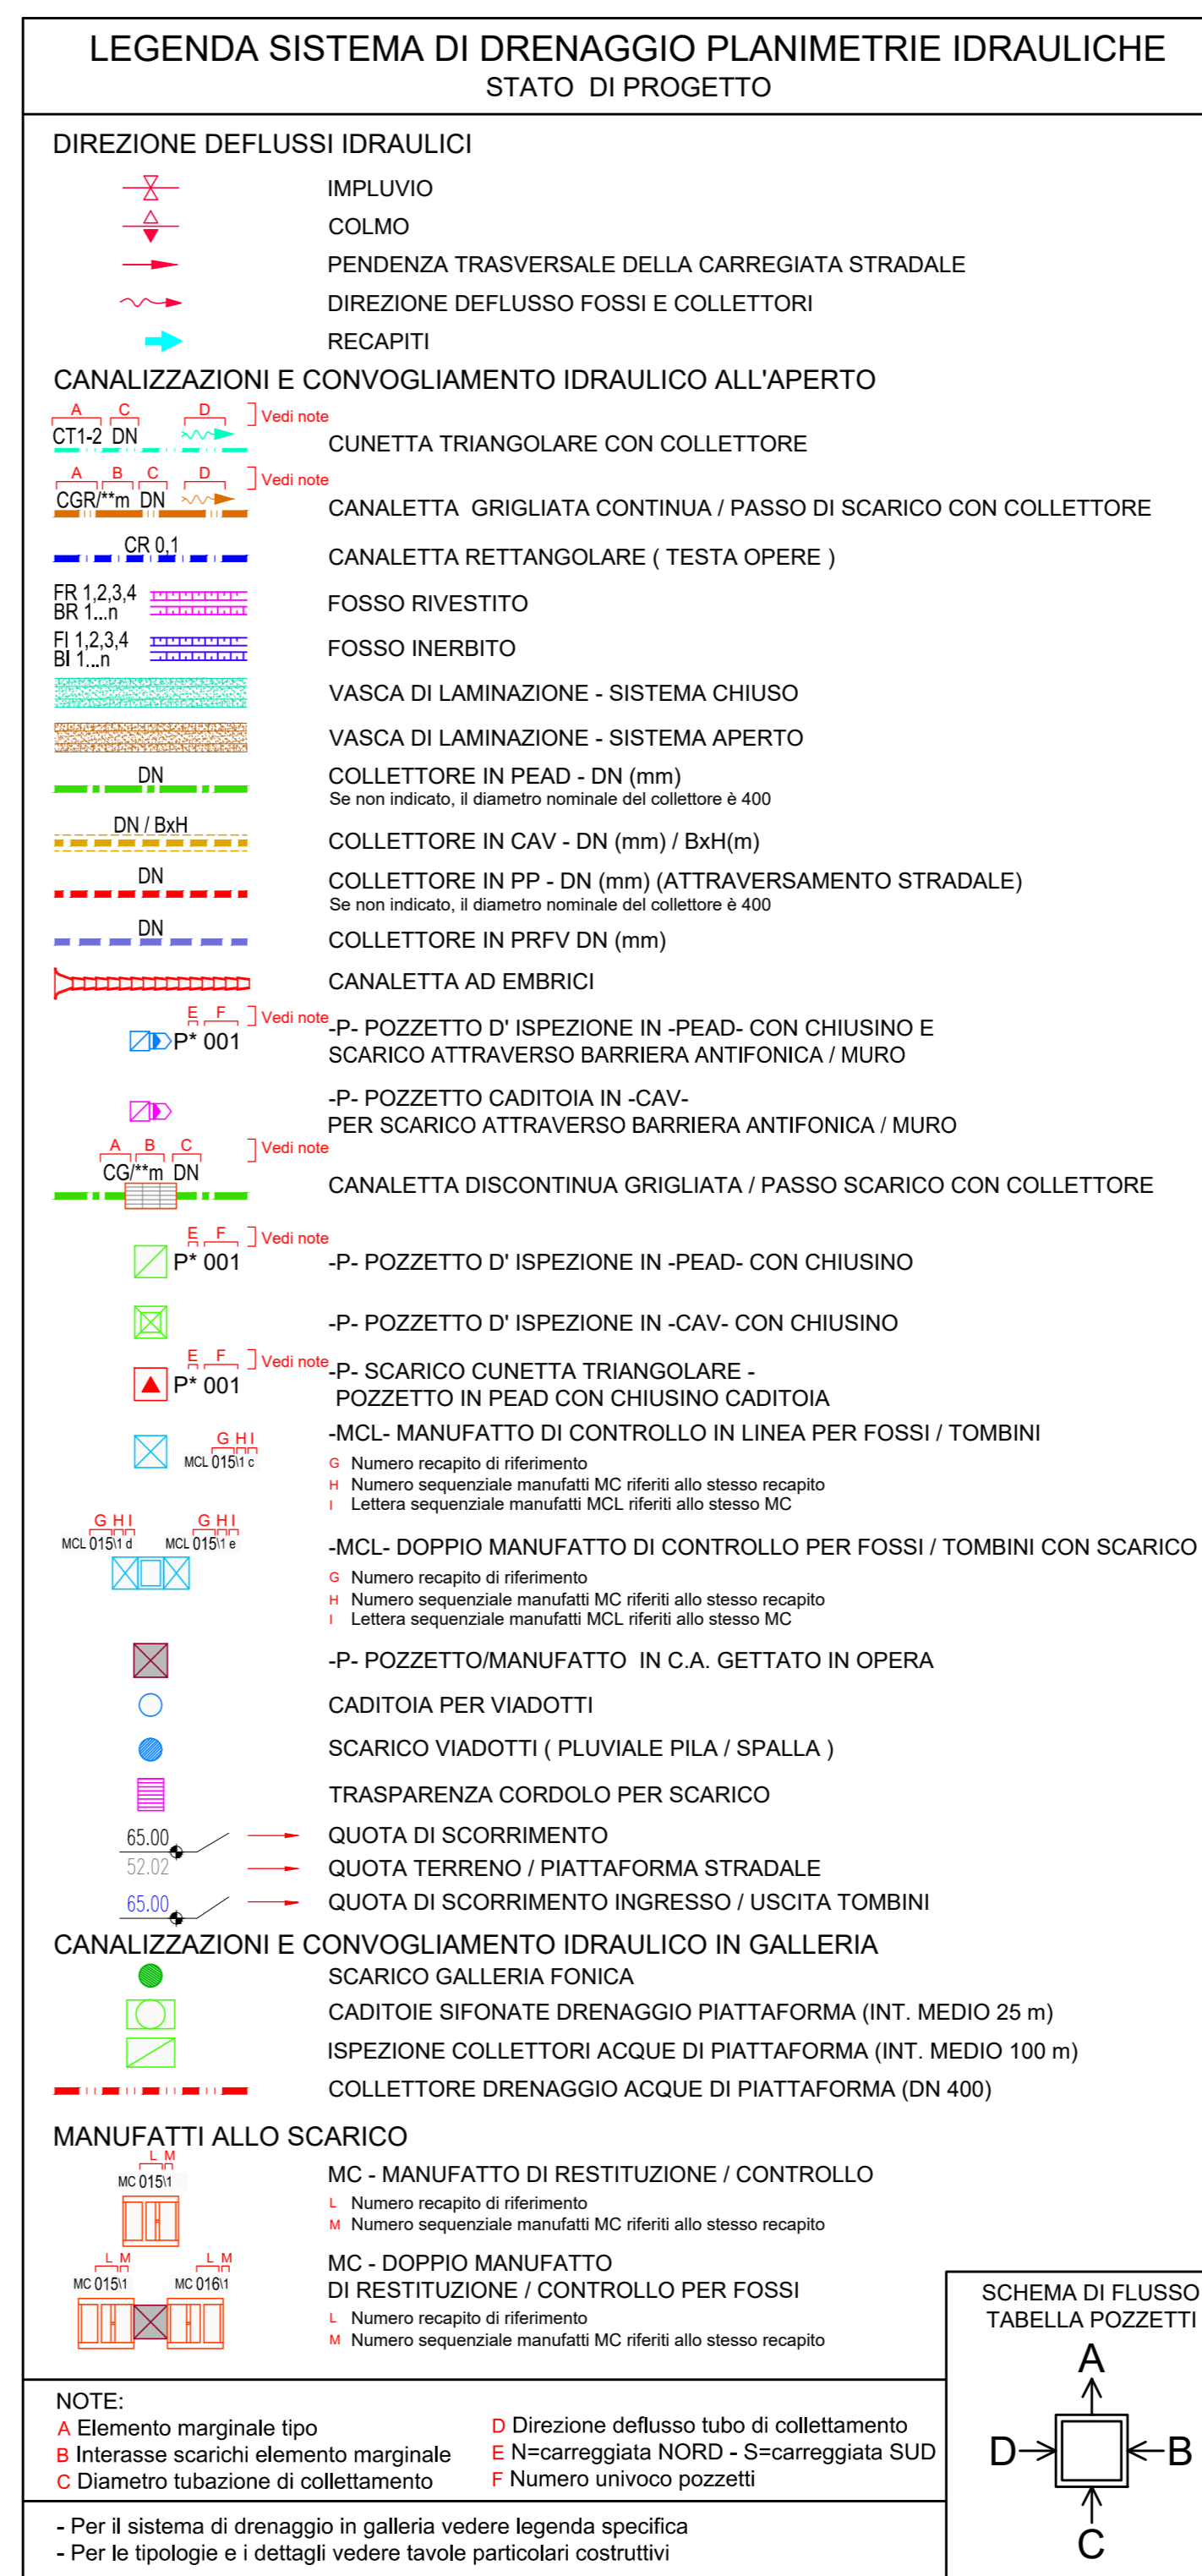 LEGENDA SISTEMA DI DRENAGGIO PLANIMETRIE IDRAULICHE
STATO DI PROGETTO
DIREZIONE DEFLUSSI IDRAULICI
IMPLUVIO
COLMO
PENDENZA TRASVERSALE DELLA CARREGIATA STRADALE
DIREZIONE DEFLUSSO FOSSI E COLLETTORI
RECAPITI
CANALIZZAZIONI E CONVOGLIAMENTO IDRAULICO ALL'APERTO
A C D Vedi note
CT1-2 DN
CUNETTA TRIANGOLARE CON COLLETTORE
A B C D Vedi note
CGR/**m DN
CANALETTA GRIGLIATA CONTINUA / PASSO DI SCARICO CON COLLETTORE
CR 0,1
CANALETTA RETTANGOLARE ( TESTA OPERE )
FR 1,2,3,4
BR 1...n
FOSSO RIVESTITO
FI 1,2,3,4
BI 1...n
FOSSO INERBITO
VASCA DI LAMINAZIONE - SISTEMA CHIUSO
VASCA DI LAMINAZIONE - SISTEMA APERTO
DN
COLLETTORE IN PEAD - DN (mm)
Se non indicato, il diametro nominale del collettore è 400
DN / BxH
COLLETTORE IN CAV - DN (mm) / BxH(m)
DN
COLLETTORE IN PP - DN (mm) (ATTRAVERSAMENTO STRADALE)
Se non indicato, il diametro nominale del collettore è 400
DN
COLLETTORE IN PRFV DN (mm)
CANALETTA AD EMBRICI
E F Vedi note
P* 001
-P- POZZETTO D' ISPEZIONE IN -PEAD- CON CHIUSINO E
SCARICO ATTRAVERSO BARRIERA ANTIFONICA / MURO
-P- POZZETTO CADITOIA IN -CAV-
PER SCARICO ATTRAVERSO BARRIERA ANTIFONICA / MURO
A B C Vedi note
CG/**m DN
CANALETTA DISCONTINUA GRIGLIATA / PASSO SCARICO CON COLLETTORE
E F Vedi note
P* 001
-P- POZZETTO D' ISPEZIONE IN -PEAD- CON CHIUSINO
-P- POZZETTO D' ISPEZIONE IN -CAV- CON CHIUSINO
E F Vedi note
P* 001
-P- SCARICO CUNETTA TRIANGOLARE -
POZZETTO IN PEAD CON CHIUSINO CADITOIA
G H I
MCL 015\1 c
-MCL- MANUFATTO DI CONTROLLO IN LINEA PER FOSSI / TOMBINI
G Numero recapito di riferimento
H Numero sequenziale manufatti MC riferiti allo stesso recapito
I Lettera sequenziale manufatti MCL riferiti allo stesso MC
G H I G H I
MCL 015\1 d MCL 015\1 e
-MCL- DOPPIO MANUFATTO DI CONTROLLO PER FOSSI / TOMBINI CON SCARICO
G Numero recapito di riferimento
H Numero sequenziale manufatti MC riferiti allo stesso recapito
I Lettera sequenziale manufatti MCL riferiti allo stesso MC
-P- POZZETTO/MANUFATTO IN C.A. GETTATO IN OPERA
CADITOIA PER VIADOTTI
SCARICO VIADOTTI ( PLUVIALE PILA / SPALLA )
TRASPARENZA CORDOLO PER SCARICO
65.00
QUOTA DI SCORRIMENTO
52.02
QUOTA TERRENO / PIATTAFORMA STRADALE
65.00
QUOTA DI SCORRIMENTO INGRESSO / USCITA TOMBINI
CANALIZZAZIONI E CONVOGLIAMENTO IDRAULICO IN GALLERIA
SCARICO GALLERIA FONICA
CADITOIE SIFONATE DRENAGGIO PIATTAFORMA (INT. MEDIO 25 m)
ISPEZIONE COLLETTORI ACQUE DI PIATTAFORMA (INT. MEDIO 100 m)
COLLETTORE DRENAGGIO ACQUE DI PIATTAFORMA (DN 400)
MANUFATTI ALLO SCARICO
L M
MC 015\1
MC - MANUFATTO DI RESTITUZIONE / CONTROLLO
L Numero recapito di riferimento
M Numero sequenziale manufatti MC riferiti allo stesso recapito
L M L M
MC 015\1 MC 016\1
MC - DOPPIO MANUFATTO
DI RESTITUZIONE / CONTROLLO PER FOSSI
L Numero recapito di riferimento
M Numero sequenziale manufatti MC riferiti allo stesso recapito
SCHEMA DI FLUSSO
TABELLA POZZETTI
A
D B
C
NOTE:
A Elemento marginale tipo
B Interasse scarichi elemento marginale
C Diametro tubazione di collettamento
D Direzione deflusso tubo di collettamento
E N=carreggiata NORD - S=carreggiata SUD
F Numero univoco pozzetti
- Per il sistema di drenaggio in galleria vedere legenda specifica
- Per le tipologie e i dettagli vedere tavole particolari costruttivi